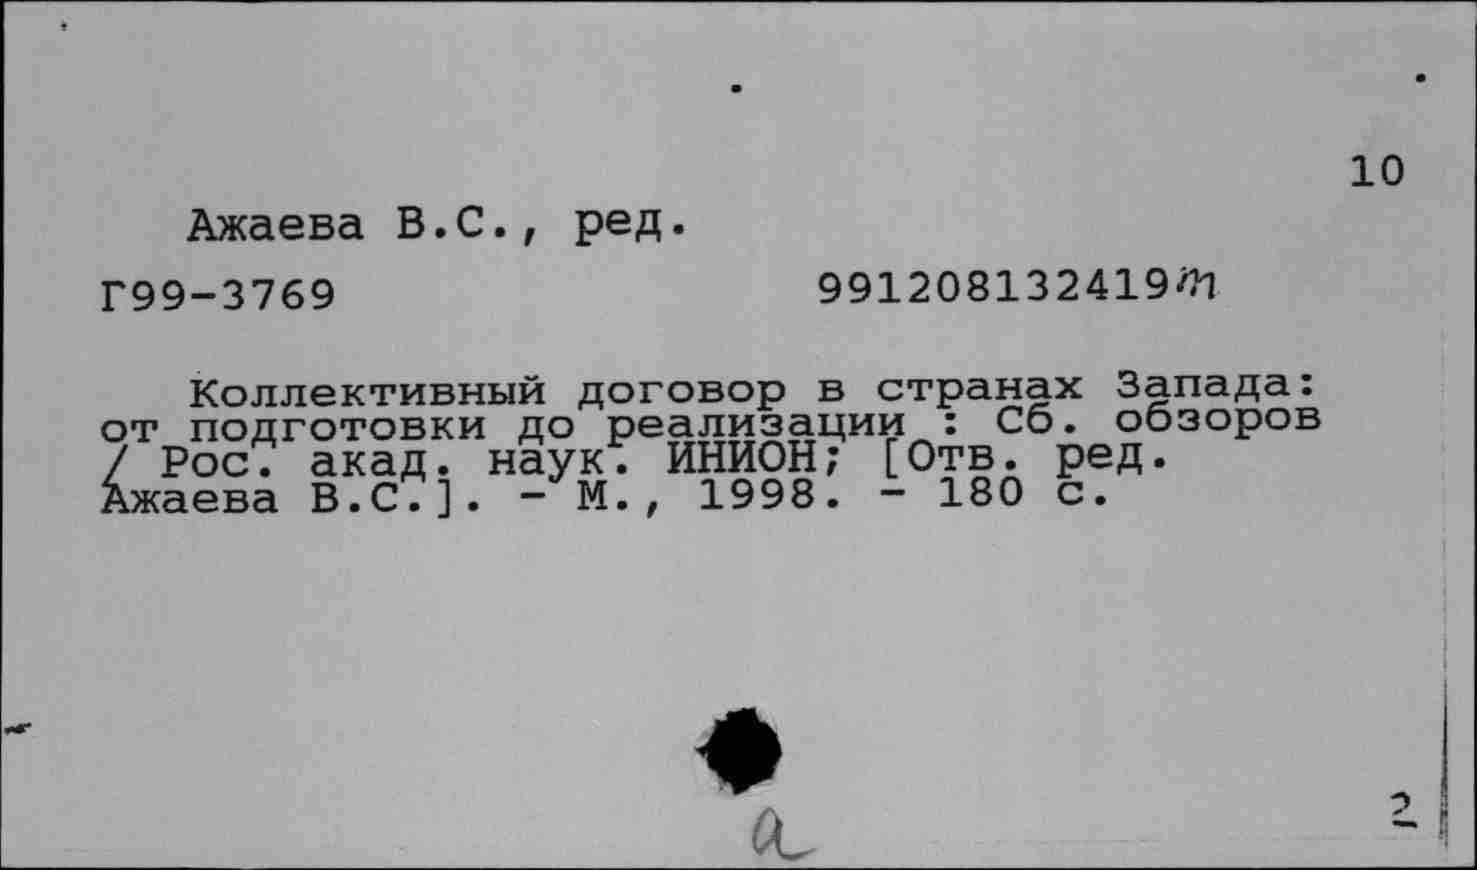 10
Ажаева В.С., ред.
Г99-3769 991208132419m
Коллективный договор в странах Запада:
от подготовки до реализации : Сб. обзоров
/ Рос. акад. наук. ИНИОН; [Отв. ред.
Ажаева В.С.]. - М., 1998. - 180 с.
a
2